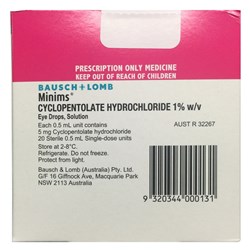 PRESCRIPTION ONLY MEDICINE
KEEP OUT OF REACH OF CHILDREN
BAUSCH + LOMB
Minims®
CYCLOPENTOLATE HYDROCHLORIDE 1% w/v
Eye Drops, Solution
Each 0.5 mL unit contains
5 mg Cyclopentolate hydrochloride
20 Sterile 0.5 mL Single-dose units
AUST R 32267
Store at 2-8°C.
Refrigerate. Do not freeze.
Protect from light.
Bausch & Lomb (Australia) Pty. Ltd.
G/F 16 Giffnock Ave, Macquarie Park
NSW 2113 Australia
9 320344 000131